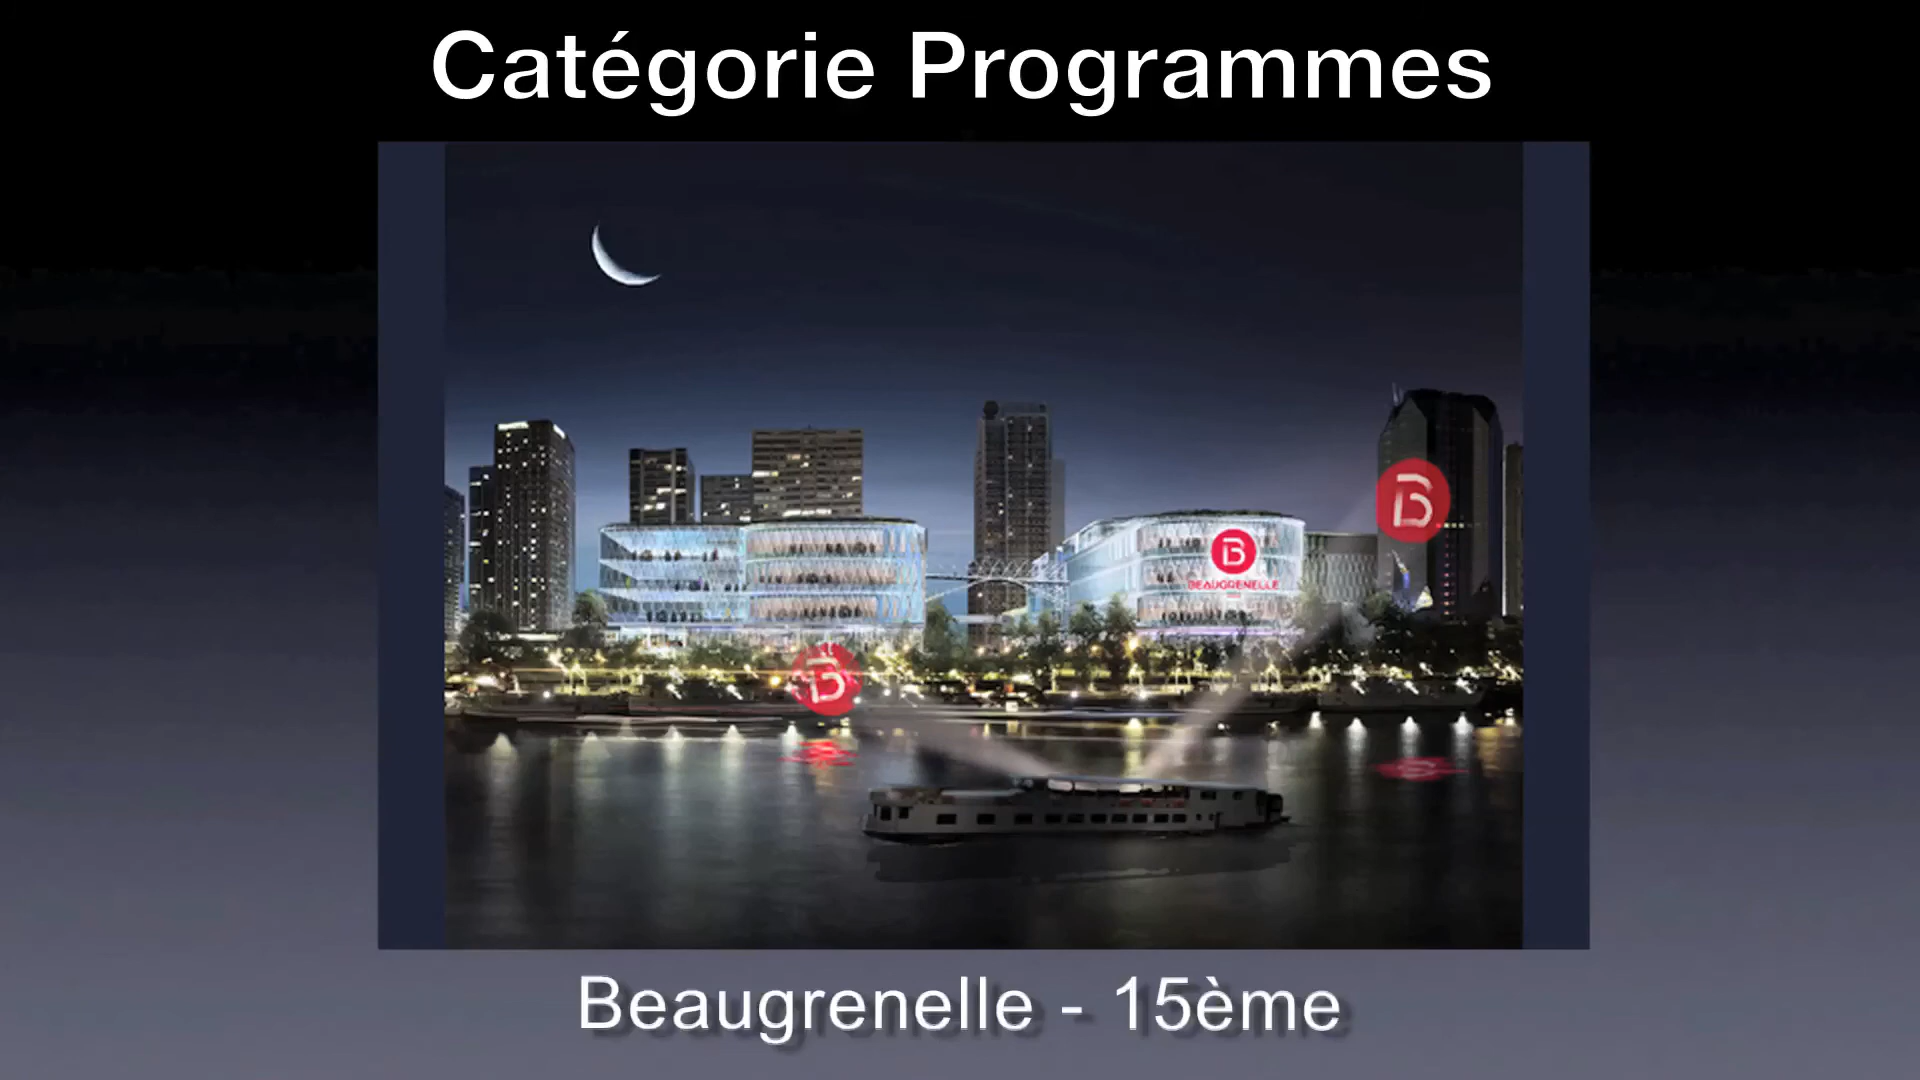 Catégorie Programmes
B
B
BEAUGRENELLE
B
Beaugrenelle - 15ème